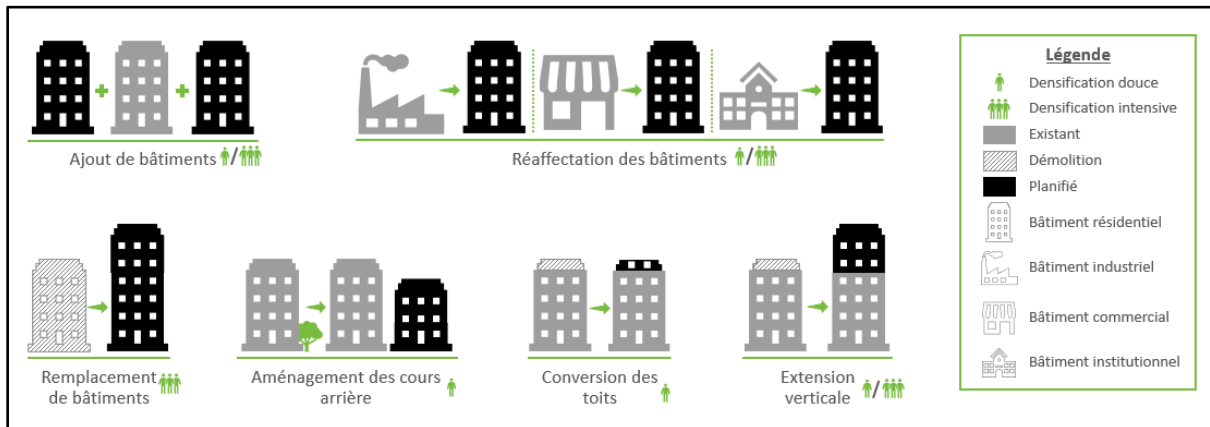 Ajout de bâtiments /
Réaffectation des bâtiments /
Remplacement
de bâtiments
Aménagement des cours
arrière
Conversion des
toits
Extension
verticale /
Légende
Densification douce
Densification intensive
Existant
Démolition
Planifié
Bâtiment résidentiel
Bâtiment industriel
Bâtiment commercial
Bâtiment institutionnel